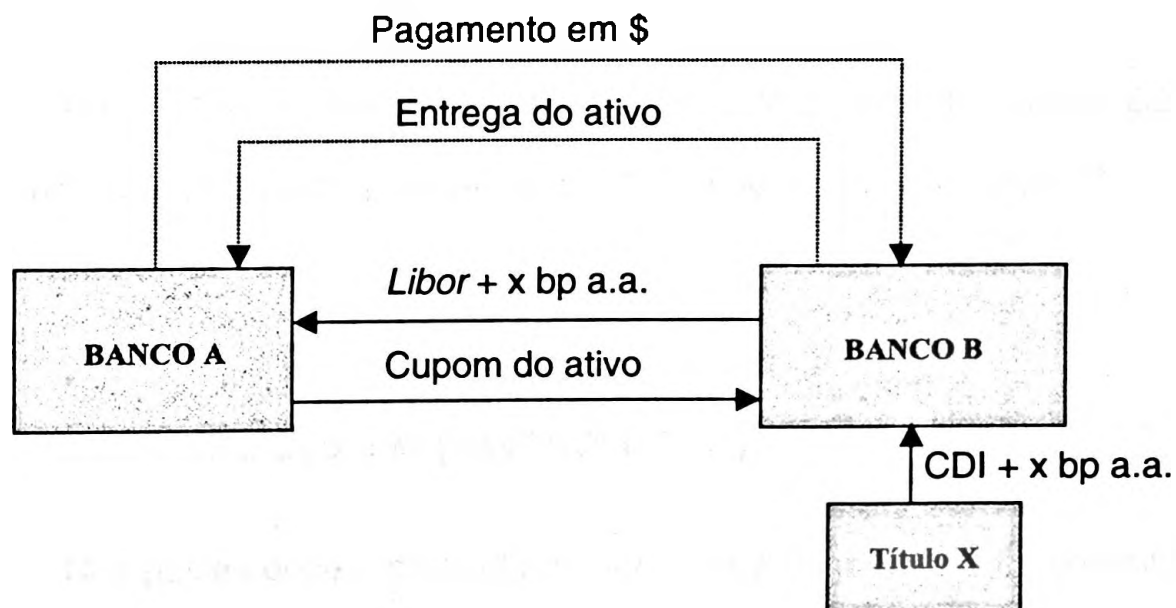 Pagamento em $
Entrega do ativo
Libor + x bp a.a.
BANCO A
BANCO B
Cupom do ativo
CDI + x bp a.a.
Título X